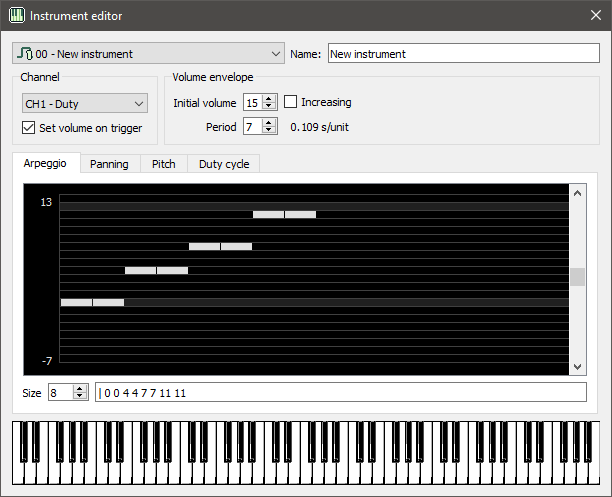 Instrument editor
00 - New instrument Name: New instrument
Channel Volume envelope
CH1 - Duty Initial volume 15 Increasing
Set volume on trigger Period 7 0.109 s/unit
Arpeggio Panning Pitch Duty cycle
13
-7
Size 8 | 0 0 4 4 7 7 11 11